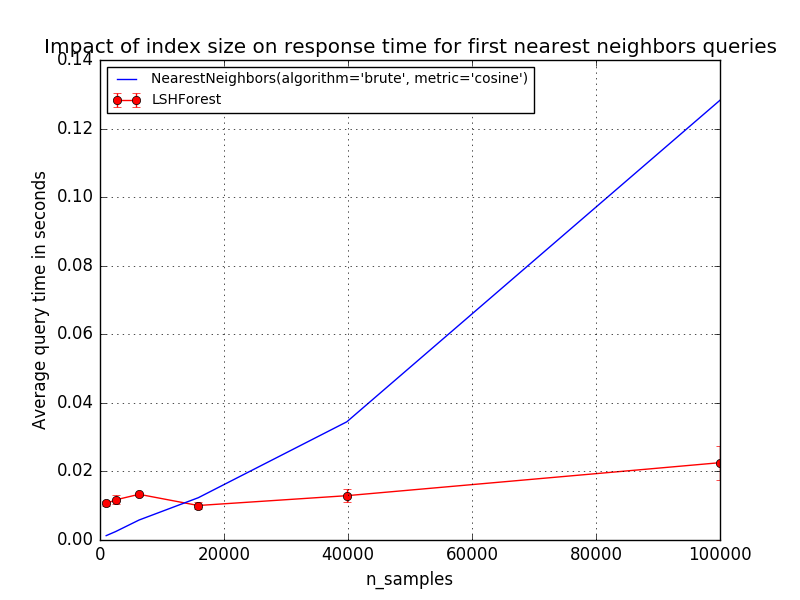 Impact of index size on response time for first nearest neighbors queries
NearestNeighbors(algorithm='brute', metric='cosine')
LSHForest
Average query time in seconds
0.14
0.12
0.10
0.08
0.06
0.04
0.02
0.00
0
20000
40000
60000
80000
100000
n_samples